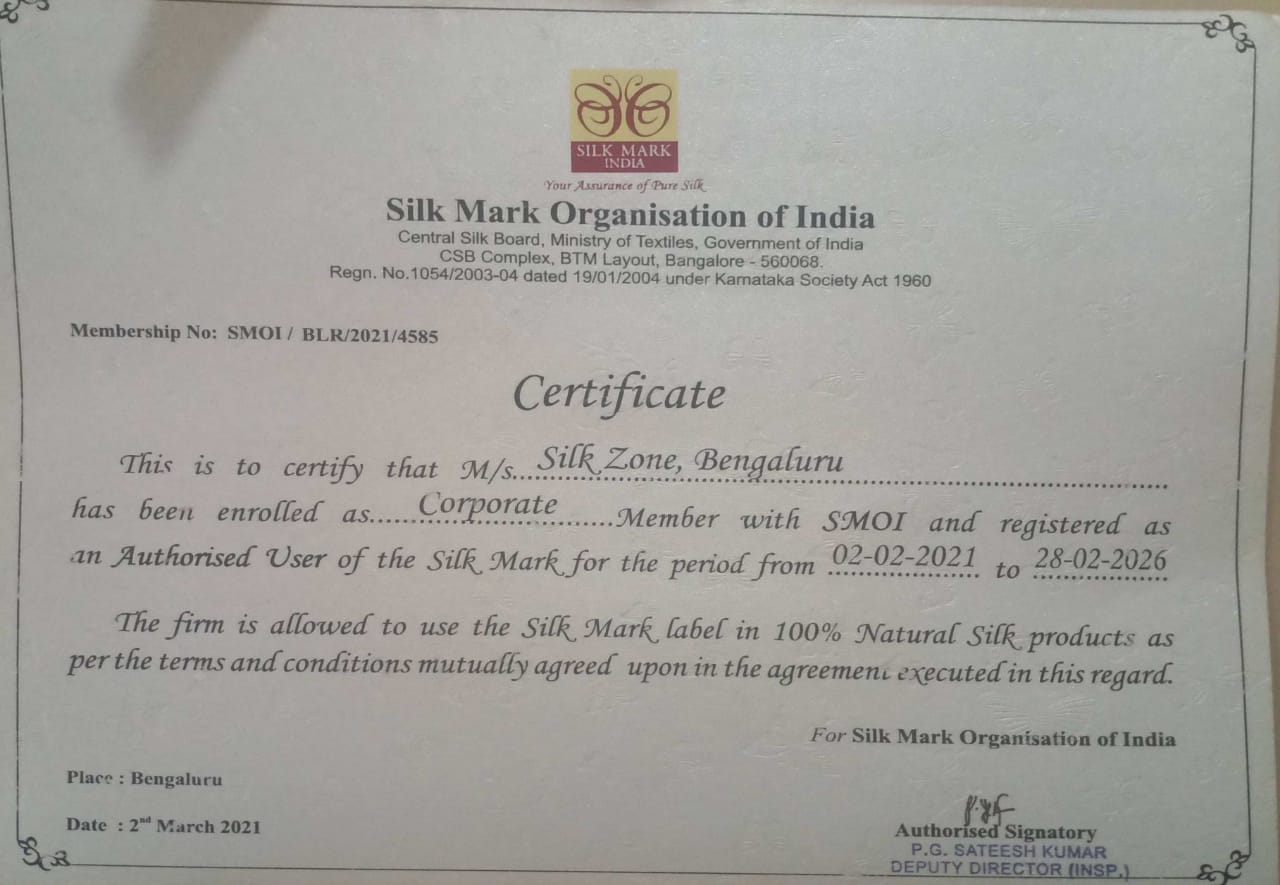 SILK MARK
INDIA
Your Assurance of Pure Silk
Silk Mark Organisation of India
Central Silk Board, Ministry of Textiles, Government of India
CSB Complex, BTM Layout, Bangalore - 560068.
Regn. No.1054/2003-04 dated 19/01/2004 under Karnataka Society Act 1960
Membership No: SMOI / BLR/2021/4585
Certificate
This is to certify that M/s...Silk Zone, Bengaluru
has been enrolled as......Corporate.......Member with SMOI and registered as
an Authorised User of the Silk Mark for the period from 02-02-2021 to 28-02-2026
The firm is allowed to use the Silk Mark label in 100% Natural Silk products as
per the terms and conditions mutually agreed upon in the agreement executed in this regard.
For Silk Mark Organisation of India
Place : Bengaluru
Date : 2nd March 2021
Authorised Signatory
P.G. SATEESH KUMAR
DEPUTY DIRECTOR (INSP.)